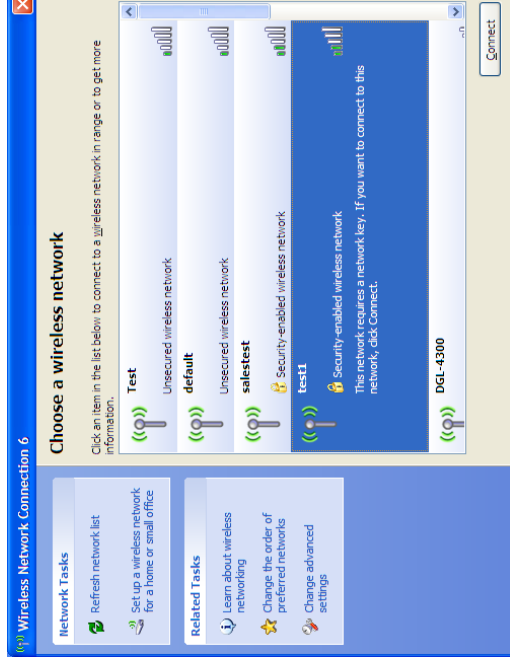 Wireless Network Connection 6
Network Tasks
Refresh network list
Set up a wireless network
for a home or small office
Related Tasks
Learn about wireless
networking
Change the order of
preferred networks
Change advanced
settings
Choose a wireless network
Click an item in the list below to connect to a wireless network in range or to get more
information.
Test
Unsecured wireless network
default
Unsecured wireless network
salestest
Security-enabled wireless network
test1
Security-enabled wireless network
This network requires a network key. If you want to connect to this
network, click Connect.
DGL-4300
Connect